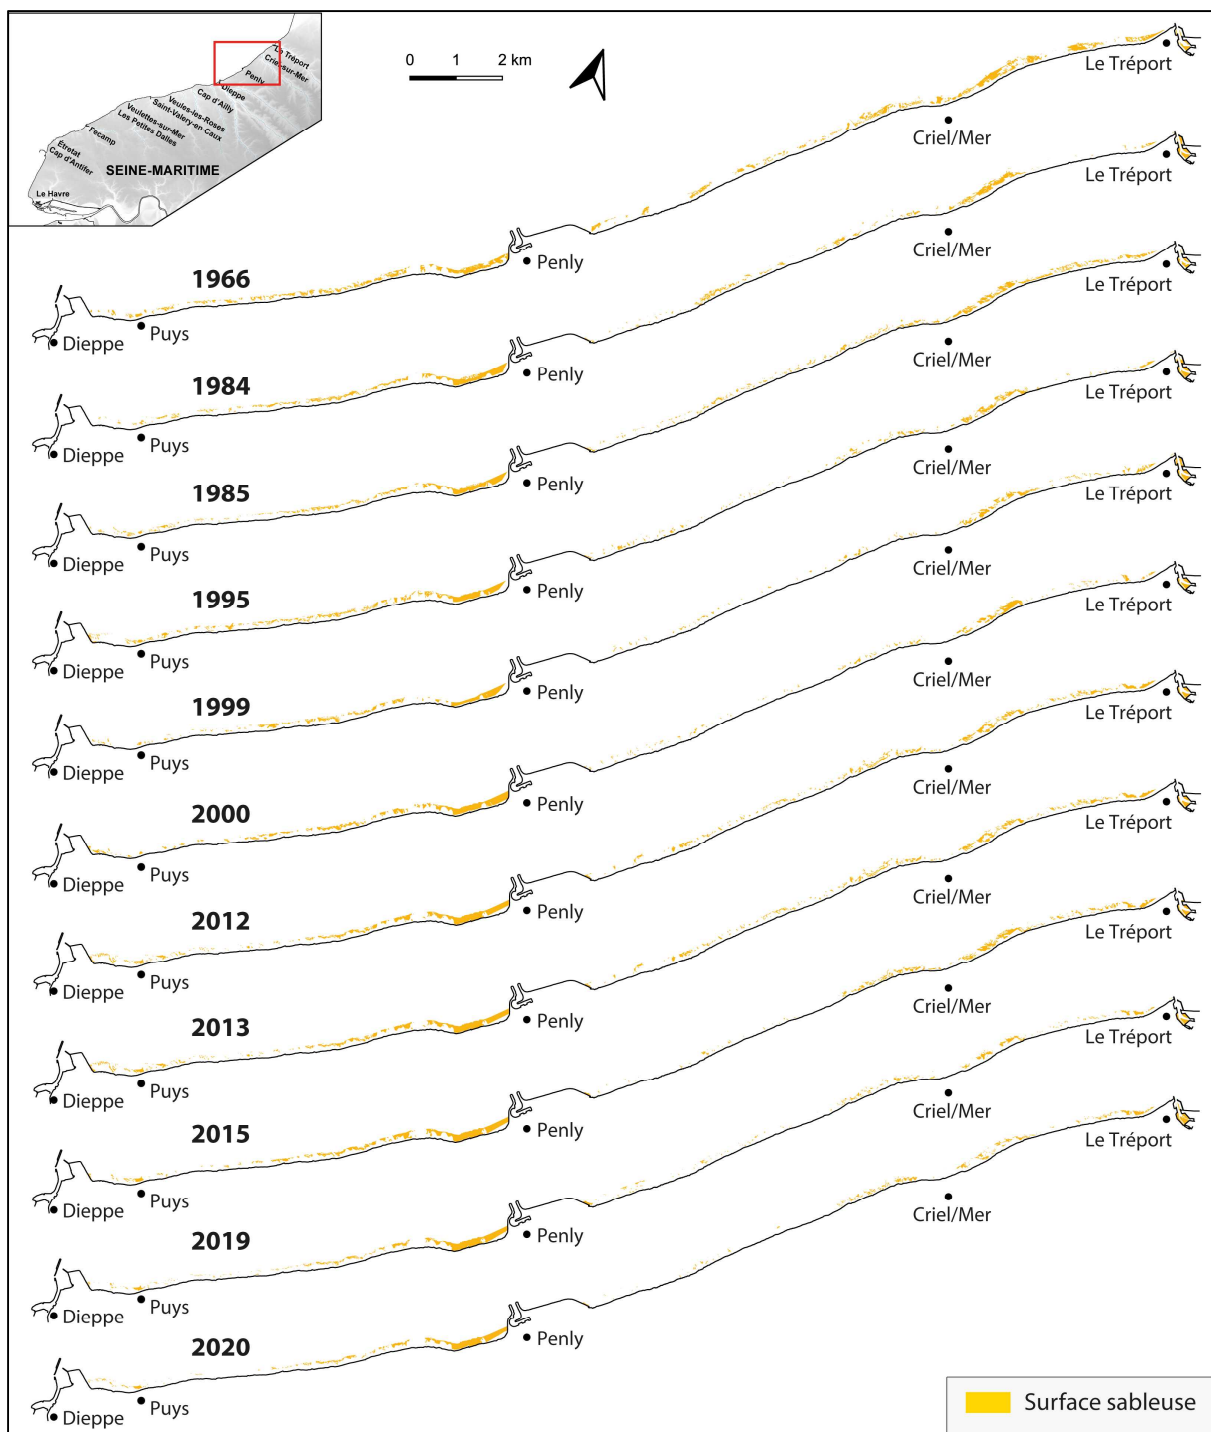 Le Tréport
Criel-sur-Mer
Penly
Dieppe
Cap d'Ailly
Veules-les-Roses
Saint-Valery-en-Caux
Veulettes-sur-Mer
Les Petites Dalles
Fécamp
Étretat
Cap d'Antifer
SEINE-MARITIME
Le Havre
0 1 2 km
Le Tréport
Criel/Mer
Penly
1966
Puys
Dieppe
Le Tréport
Criel/Mer
Penly
1984
Puys
Dieppe
Le Tréport
Criel/Mer
Penly
1985
Puys
Dieppe
Le Tréport
Criel/Mer
Penly
1995
Puys
Dieppe
Le Tréport
Criel/Mer
Penly
1999
Puys
Dieppe
Le Tréport
Criel/Mer
Penly
2000
Puys
Dieppe
Le Tréport
Criel/Mer
Penly
2012
Puys
Dieppe
Le Tréport
Criel/Mer
Penly
2013
Puys
Dieppe
Le Tréport
Criel/Mer
Penly
2015
Puys
Dieppe
Le Tréport
Criel/Mer
Penly
2019
Puys
Dieppe
Le Tréport
Criel/Mer
Penly
2020
Puys
Dieppe
Surface sableuse